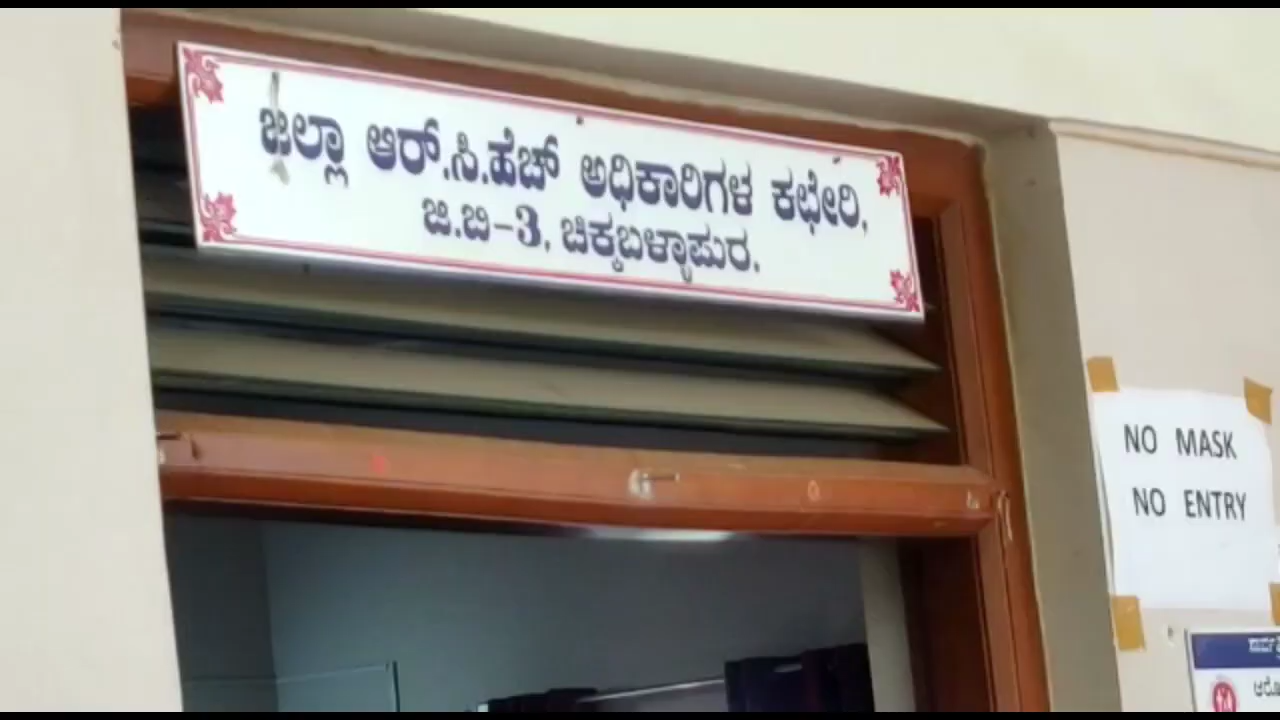 ಜಿಲ್ಲಾ ಆರ್.ಸಿ.ಹೆಚ್ ಅಧಿಕಾರಿಗಳ ಕಛೇರಿ,
ಜಿ.ಬಿ-3, ಚಿಕ್ಕಬಳ್ಳಾಪುರ.
NO MASK
NO ENTRY